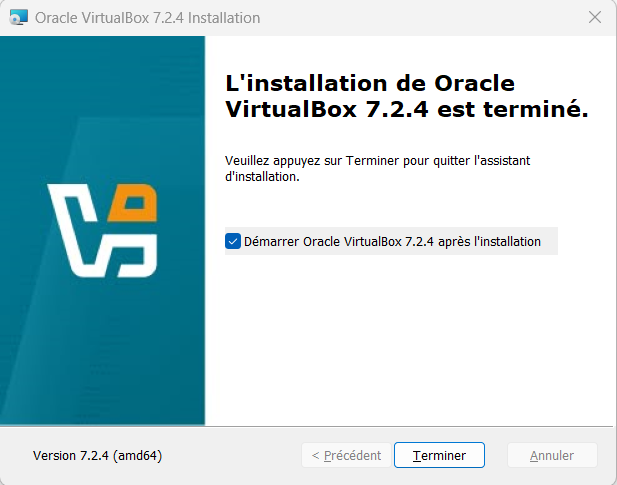 Oracle VirtualBox 7.2.4 Installation
L'installation de Oracle
VirtualBox 7.2.4 est terminé.
Veuillez appuyez sur Terminer pour quitter l'assistant
d'installation.
Démarrer Oracle VirtualBox 7.2.4 après l'installation
Version 7.2.4 (amd64)
< Précédent
Terminer
Annuler